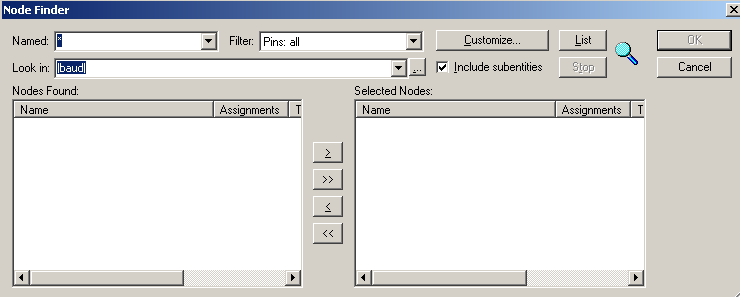 Node Finder
Named: * Filter: Pins: all Customize... List OK
Look in: |baud| ... Include subentities Stop Cancel
Nodes Found: Selected Nodes:
Name Assignments T Name Assignments T
>
>>
<
<<